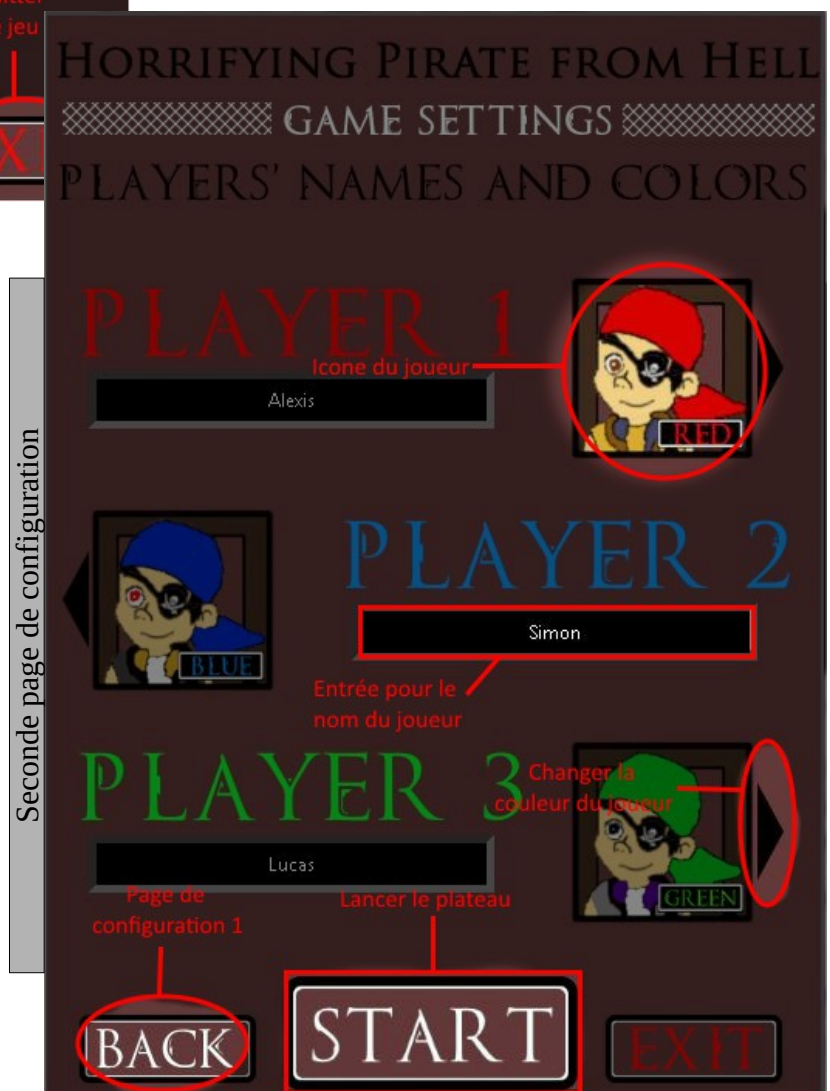 e jeu
HORRIFYING PIRATE FROM HELL
GAME SETTINGS
PLAYERS' NAMES AND COLORS
PLAYER 1
Icone du joueur
Alexis
RED
Seconde page de configuration
PLAYER 2
BLUE
Simon
Entrée pour le
nom du joueur
PLAYER 3
Changer la
couleur du joueur
Lucas
GREEN
Page de
configuration 1
Lancer le plateau
BACK
START
EXIT